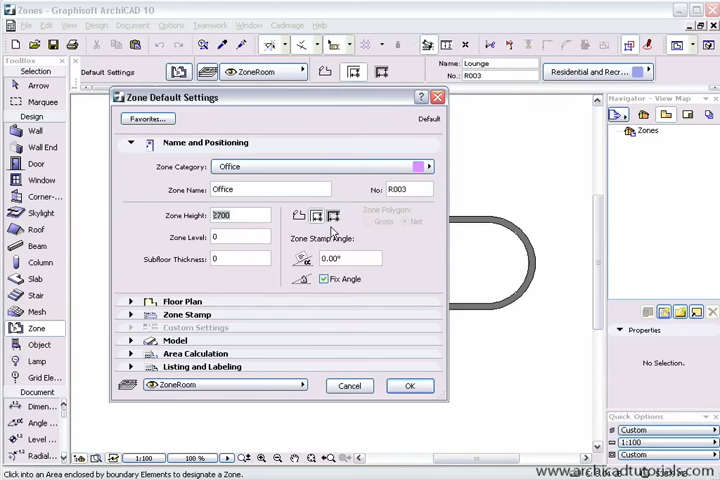 Zones - Graphisoft ArchiCAD 10
File Edit View Design Document Options Teamwork Window Cadimage Help
ToolBox
Selection
Arrow
Marquee
Design
Wall
Wall End
Door
Window
Corner ...
Skylight
Roof
Beam
Column
Slab
Stair
Mesh
Zone
Object
Lamp
Grid Ele...
Document
Dimen...
Angle ...
Level ...
Radial...
Default Settings
ZoneRoom
Name:
Lounge
No.:
R003
Residential and Recr...
Zone Default Settings
Favorites...
Default
Name and Positioning
Zone Category:
Office
Zone Name:
Office
No:
R003
Zone Height:
2700
Zone Level:
0
Subfloor Thickness:
0
Zone Polygon:
Gross
Net
Zone Stamp Angle:
0.00°
Fix Angle
Floor Plan
Zone Stamp
Custom Settings
Model
Area Calculation
Listing and Labeling
ZoneRoom
Cancel
OK
Navigator - View Map
Zones
Properties
No Selection.
Quick Options
Custom
1:100
Custom
1:100
100 %
Click into an Area enclosed by boundary Elements to designate a Zone.
www.archicadtutorials.com